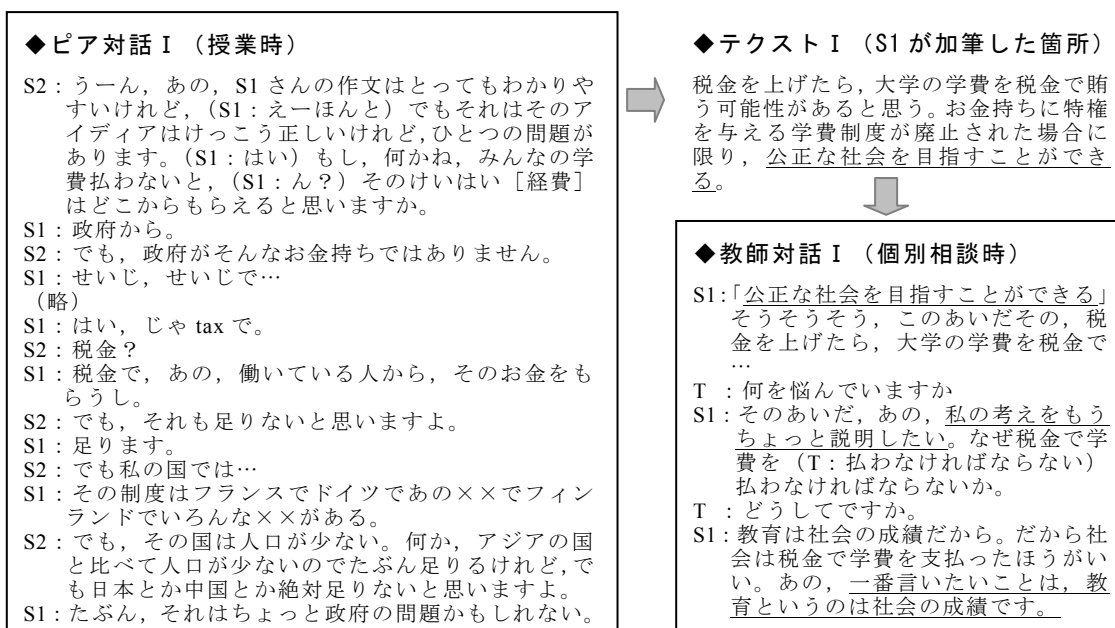 ◆ピア対話Ⅰ（授業時）
S2：うーん，あの，S1 さんの作文はとってもわかりや
すいけれど，（S1：えーほんと）でもそれはそのア
イディアはけっこう正しいけれど，ひとつの問題が
あります。（S1：はい）もし，何かね，みんなの学
費払わないと，（S1：ん？）そのけいはい［経費］
はどこからもらえると思いますか。
S1：政府から。
S2：でも，政府がそんなお金持ちではありません。
S1：せいじ，せいじで…
（略）
S1：はい，じゃ tax で。
S2：税金？
S1：税金で，あの，働いている人から，そのお金をも
らうし。
S2：でも，それも足りないと思いますよ。
S1：足ります。
S2：でも私の国では…
S1：その制度はフランスでドイツであの××でフィン
ランドでいろんな××がある。
S2：でも，その国は人口が少ない。何か，アジアの国
と比べて人口が少ないのでたぶん足りるけれど，で
も日本とか中国とか絶対足りないと思いますよ。
S1：たぶん，それはちょっと政府の問題かもしれない。
◆テクストⅠ（S1 が加筆した箇所）
税金を上げたら，大学の学費を税金で賄
う可能性があると思う。お金持ちに特権
を与える学費制度が廃止された場合に
限り，公正な社会を目指すことができ
る。
◆教師対話Ⅰ（個別相談時）
S1：「公正な社会を目指すことができる」
そうそうそう，このあいだその，税
金を上げたら，大学の学費を税金で
…
T ：何を悩んでいますか
S1：そのあいだ，あの，私の考えをもう
ちょっと説明したい。なぜ税金で学
費を（T：払わなければならない）
払わなければならないか。
T ：どうしてですか。
S1：教育は社会の成績だから。だから社
会は税金で学費を支払ったほうがい
い。あの，一番言いたいことは，教
育というのは社会の成績です。